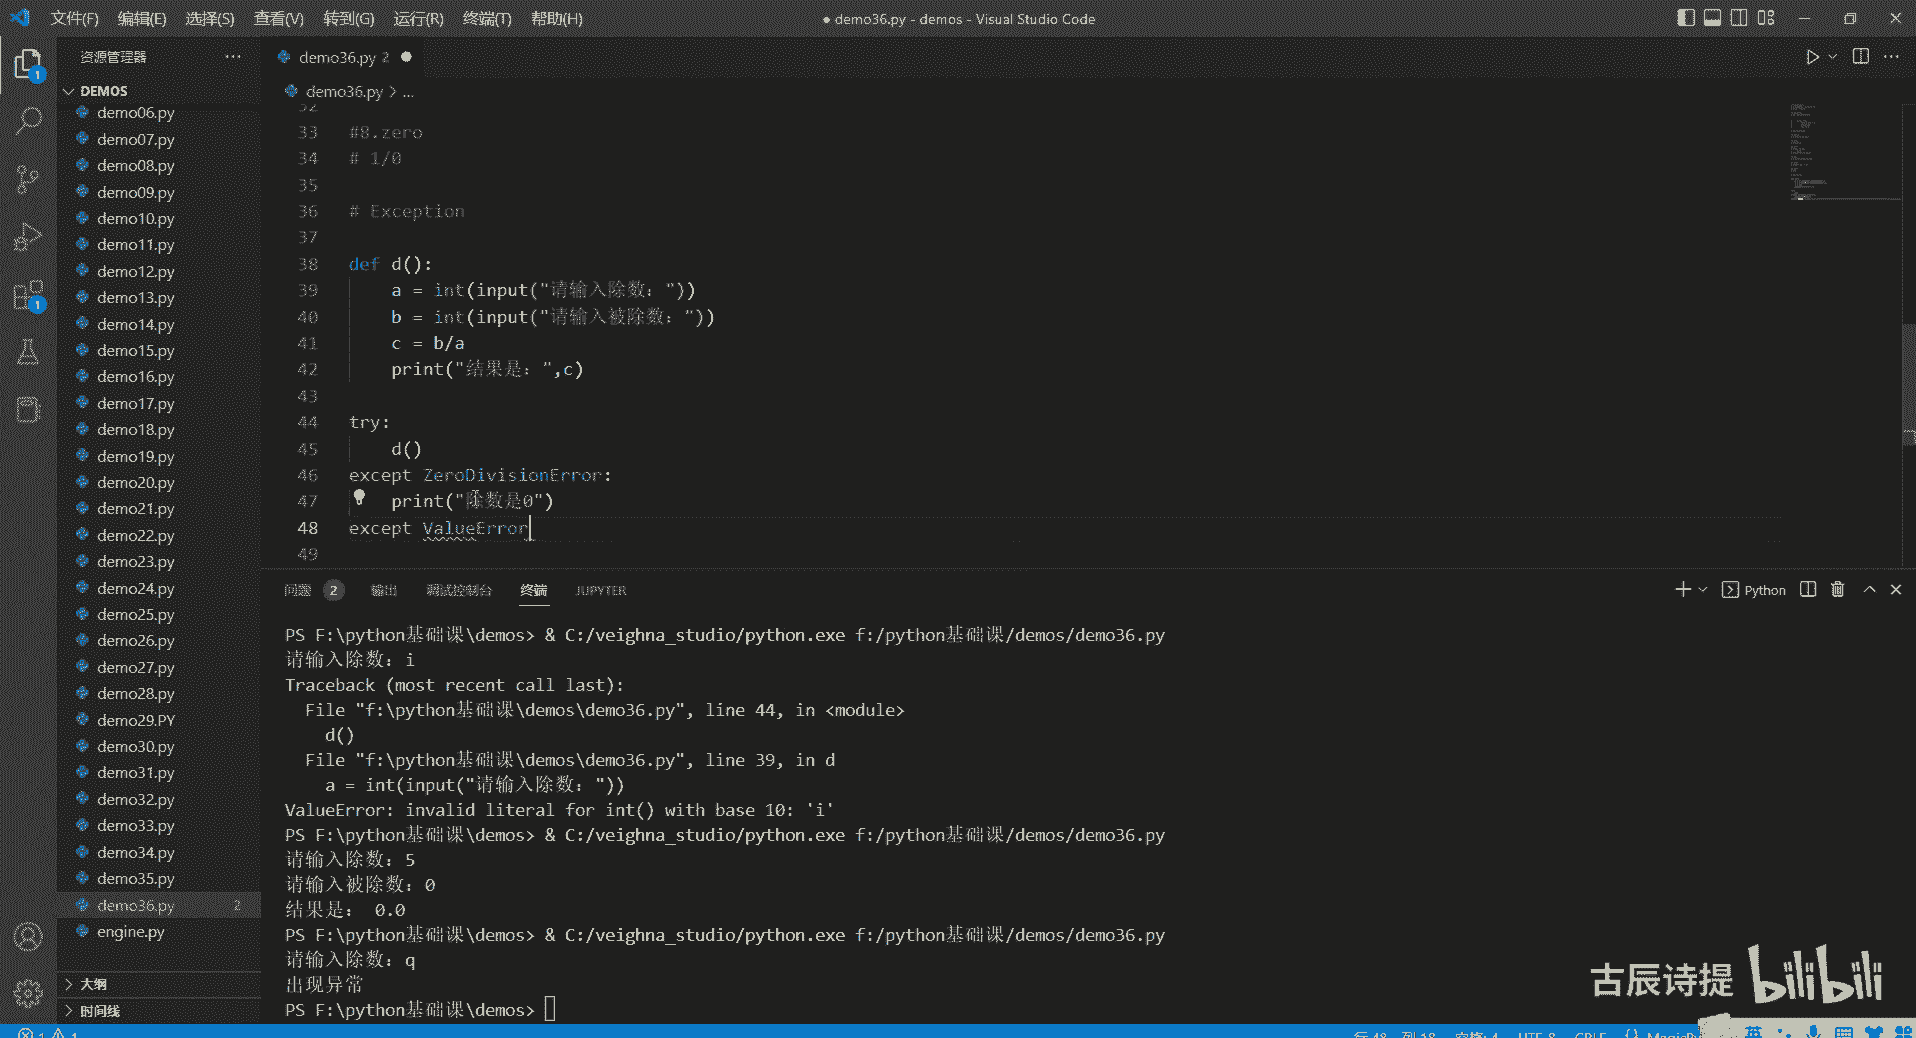 文件(F) 编辑(E) 选择(S) 查看(V) 转到(G) 运行(R) 终端(T) 帮助(H)
● demo36.py - demos - Visual Studio Code
资源管理器 ···
demo36.py 2 ●
DEMOS
demo36.py > ...
demo06.py
demo07.py
demo08.py
demo09.py
demo10.py
demo11.py
demo12.py
demo13.py
demo14.py
demo15.py
demo16.py
demo17.py
demo18.py
demo19.py
demo20.py
demo21.py
demo22.py
demo23.py
demo24.py
demo25.py
demo26.py
demo27.py
demo28.py
demo29.PY
demo30.py
demo31.py
demo32.py
demo33.py
demo34.py
demo35.py
demo36.py 2
engine.py
大纲
时间线
1
1
32
33 #8.zero
34 # 1/0
35
36 # Exception
37
38 def d():
39 a = int(input("请输入除数: "))
40 b = int(input("请输入被除数: "))
41 c = b/a
42 print("结果是: ",c)
43
44 try:
45 d()
46 except ZeroDivisionError:
47 print("除数是0")
48 except ValueError
49
问题 2 输出 调试控制台 终端 JUPYTER
Python
PS F:\python基础课\demos> & C:/veighna_studio/python.exe f:/python基础课/demos/demo36.py
请输入除数: i
Traceback (most recent call last):
File "f:\python基础课\demos\demo36.py", line 44, in <module>
d()
File "f:\python基础课\demos\demo36.py", line 39, in d
a = int(input("请输入除数: "))
ValueError: invalid literal for int() with base 10: 'i'
PS F:\python基础课\demos> & C:/veighna_studio/python.exe f:/python基础课/demos/demo36.py
请输入除数: 5
请输入被除数: 0
结果是: 0.0
PS F:\python基础课\demos> & C:/veighna_studio/python.exe f:/python基础课/demos/demo36.py
请输入除数: q
出现异常
PS F:\python基础课\demos>
古辰诗提 bilibili
行 48, 列 18 空格: 4 UTF-8 CRLF
英